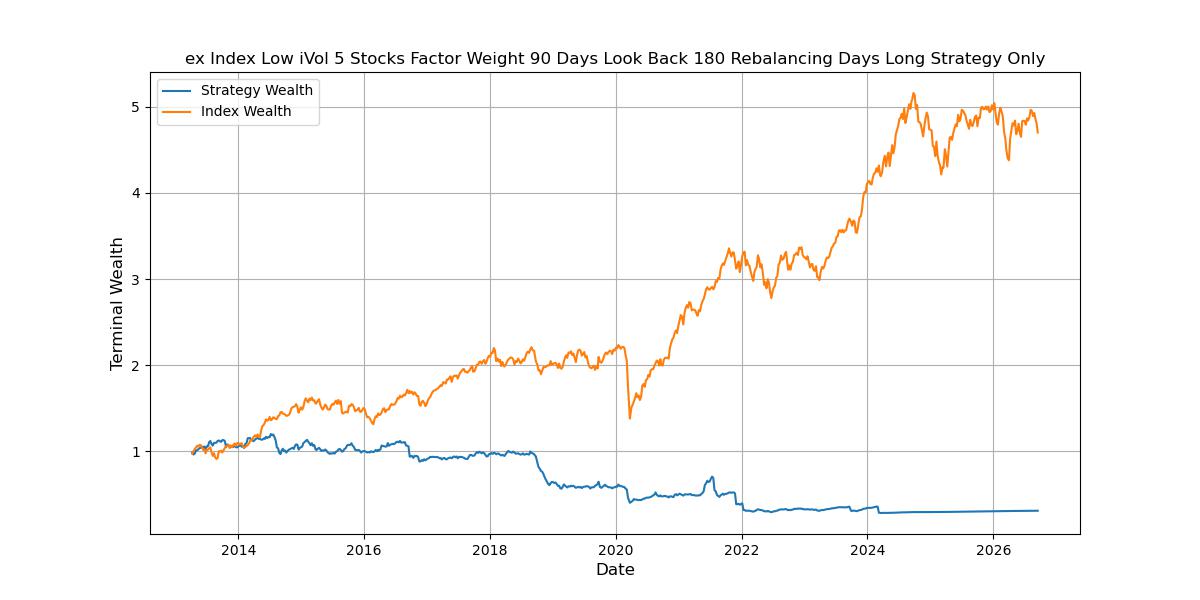 ex Index Low iVol 5 Stocks Factor Weight 90 Days Look Back 180 Rebalancing Days Long Strategy Only
Strategy Wealth
Index Wealth
Terminal Wealth
5
4
3
2
1
2014 2016 2018 2020 2022 2024 2026
Date